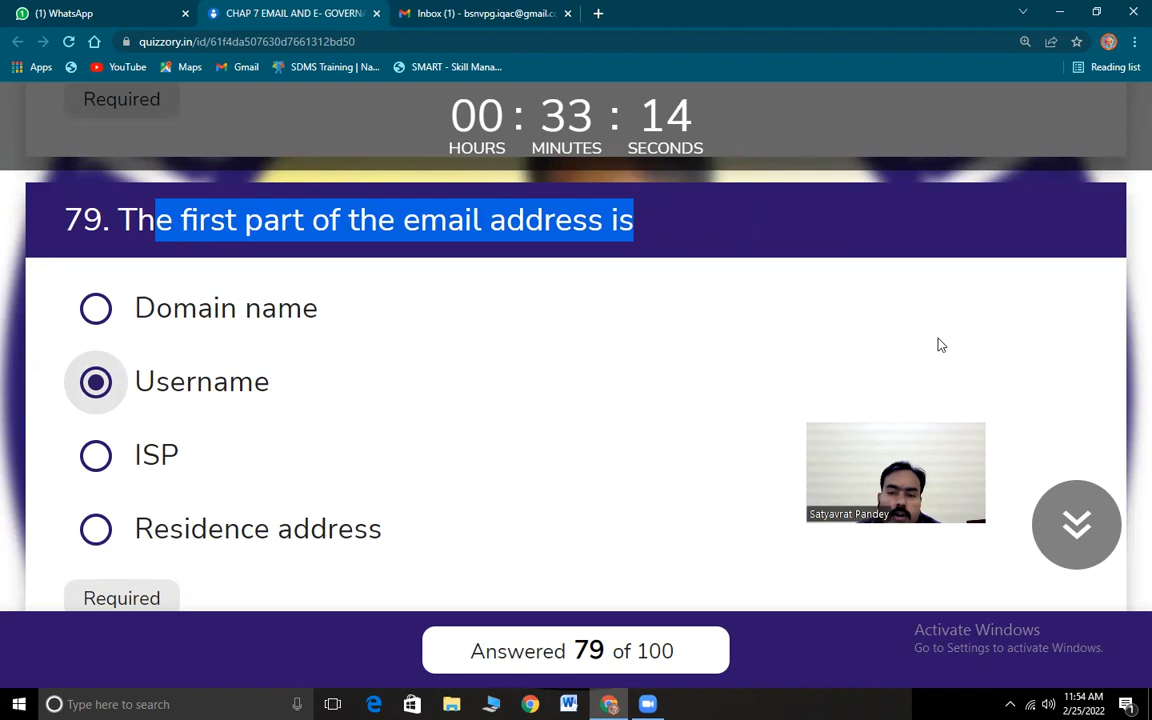 (1) WhatsApp
CHAP 7 EMAIL AND E- GOVERNA
Inbox (1) - bsnvpg.iqac@gmail.co
quizzory.in/id/61f4da507630d7661312bd50
Apps
YouTube
Maps
Gmail
SDMS Training | Na...
SMART - Skill Mana...
Reading list
Required
00 : 33 : 14
HOURS MINUTES SECONDS
79. The first part of the email address is
Domain name
Username
ISP
Residence address
Satyavrat Pandey
Required
Answered 79 of 100
Activate Windows
Go to Settings to activate Windows.
Type here to search
11:54 AM
2/25/2022
1